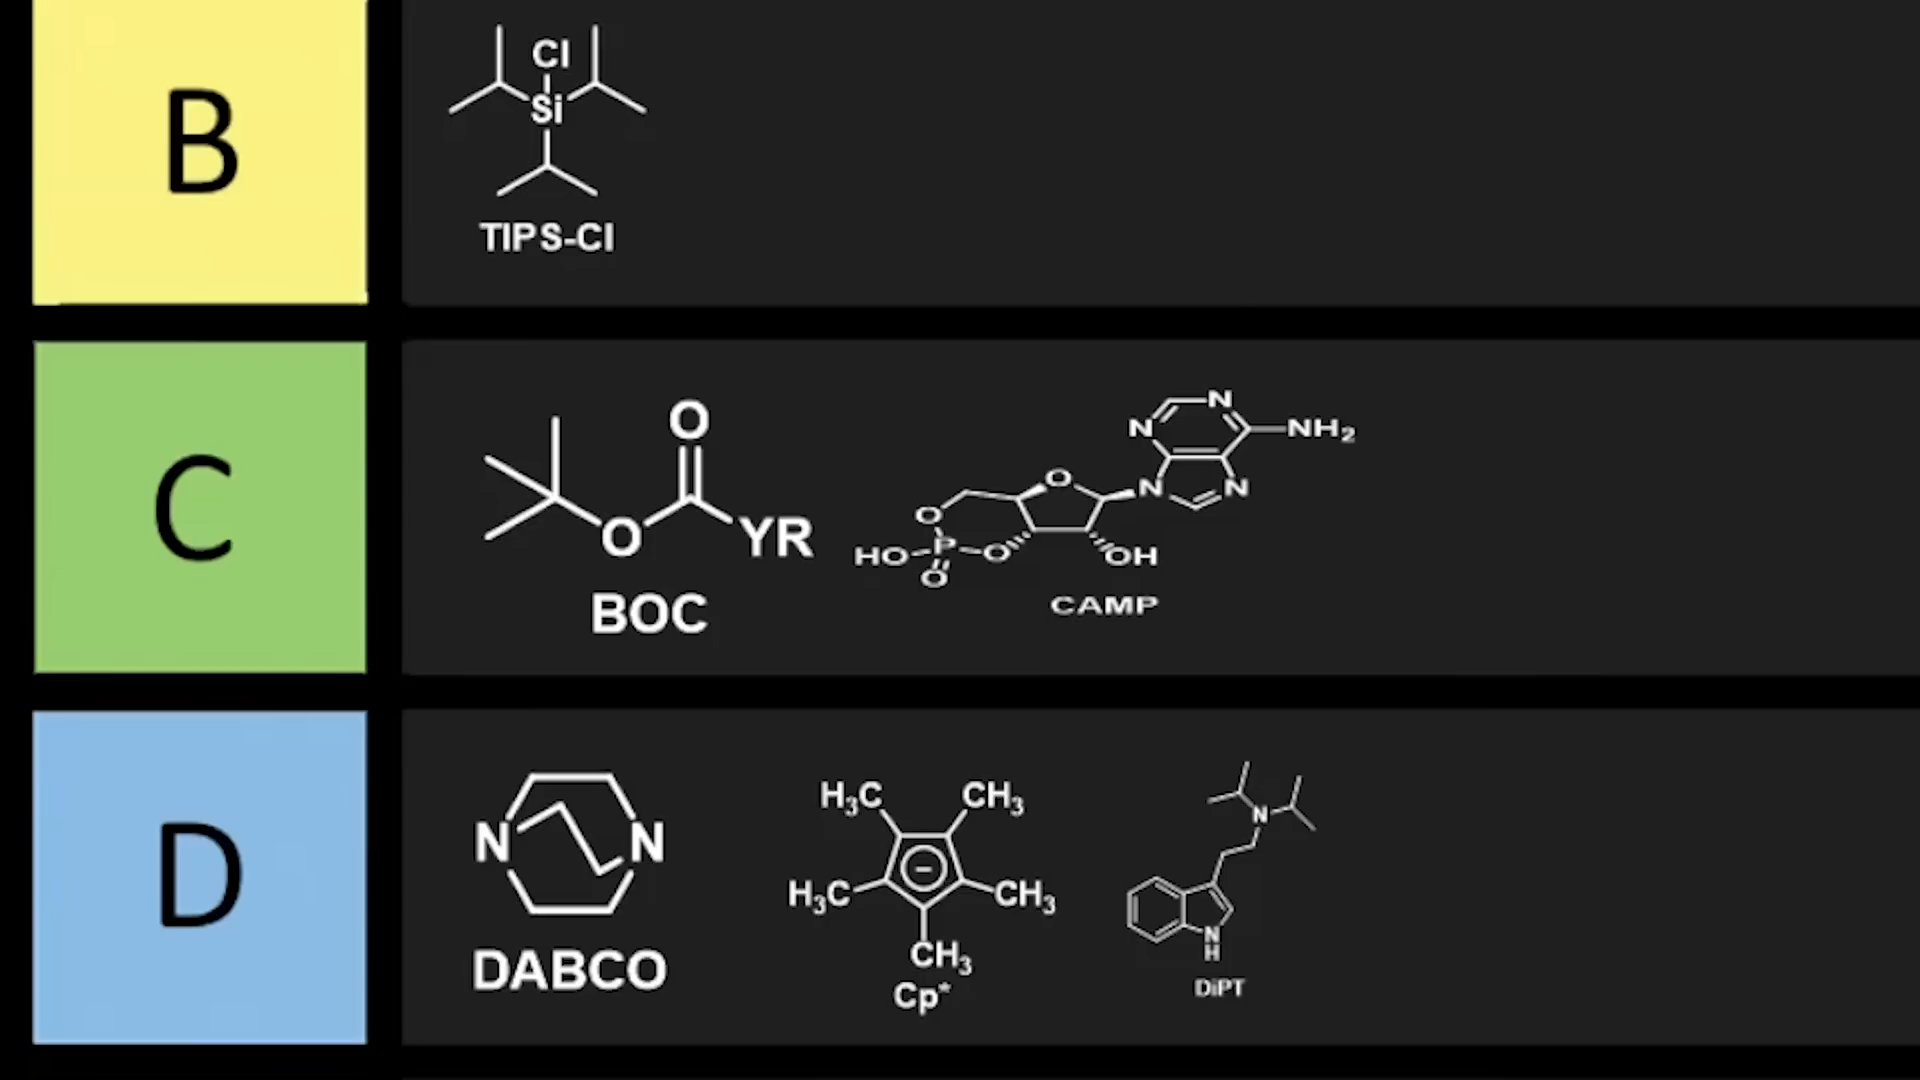 B
Cl
Si
TIPS-Cl
C
O
O
YR
BOC
N
N
NH₂
O
N
N
O
HO
P
O
OH
O
CAMP
D
N
N
DABCO
H₃C
CH₃
−
H₃C
CH₃
CH₃
Cp*
N
N
H
DiPT